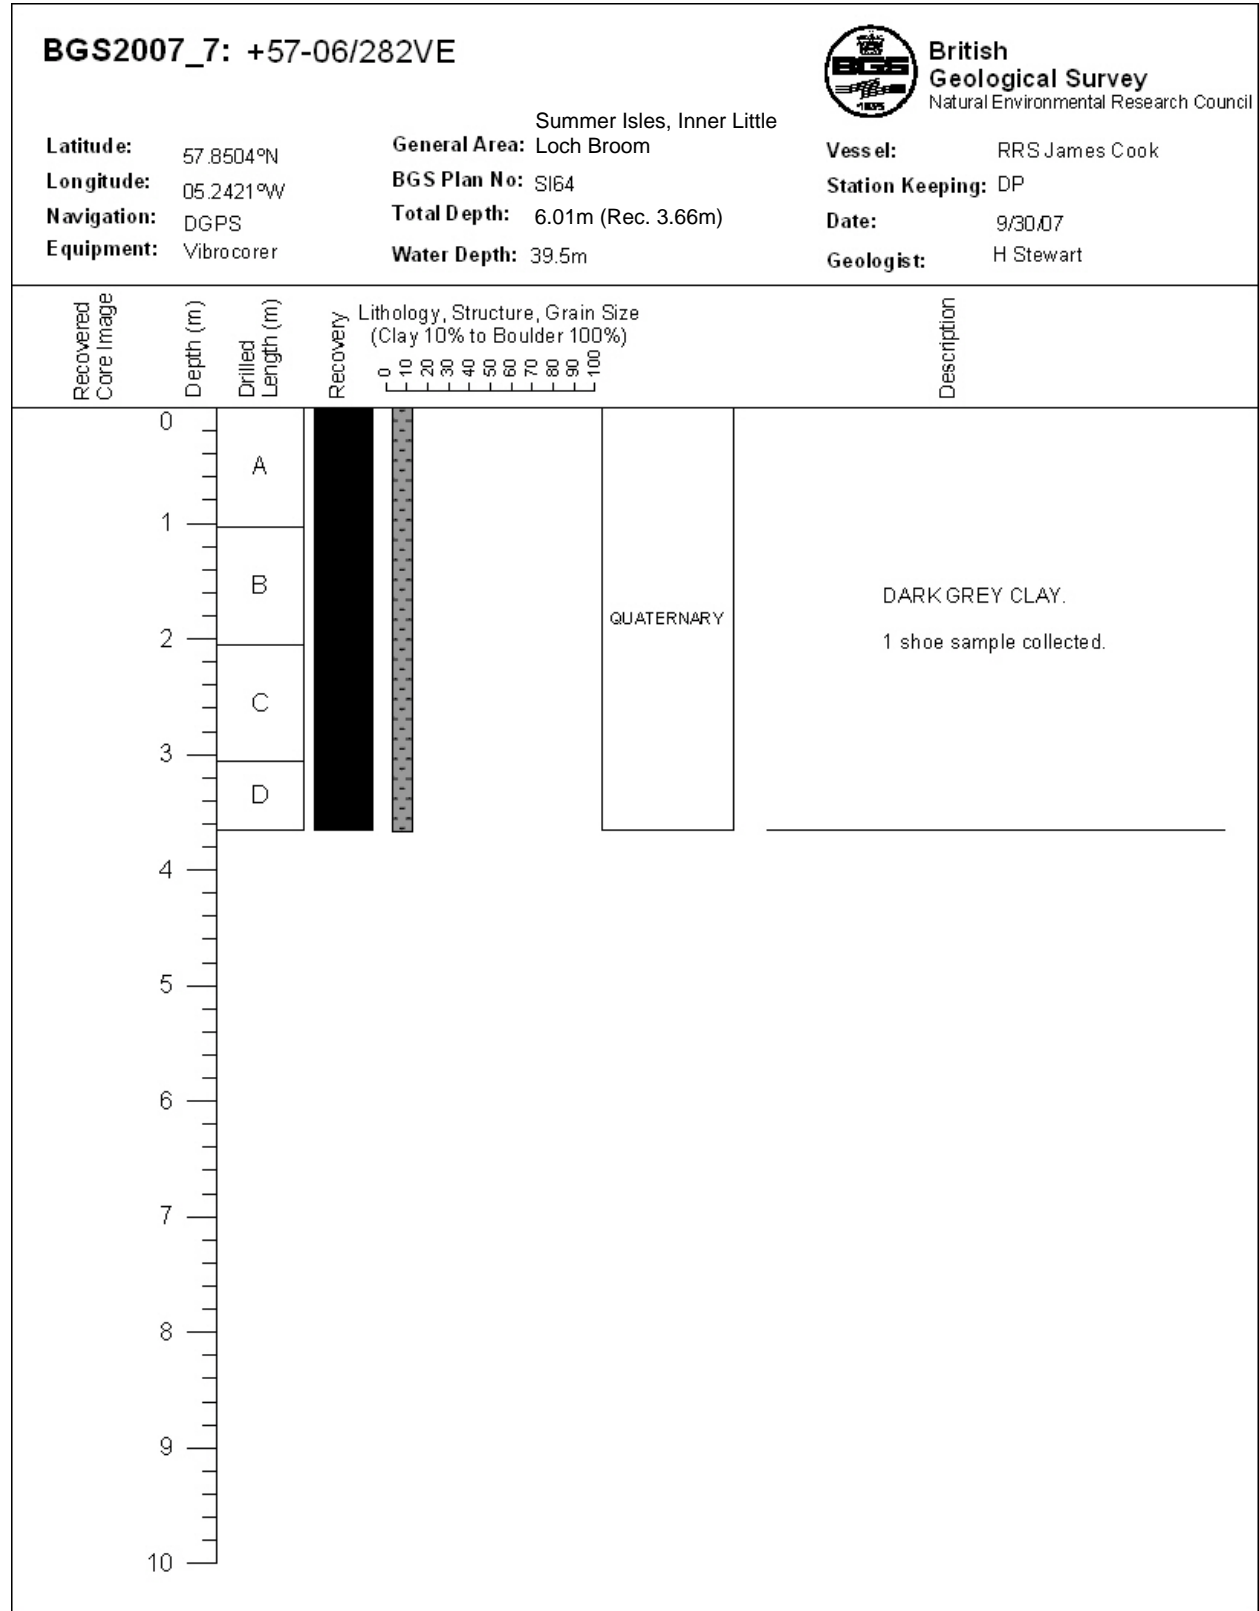 BGS2007_7: +57-06/282VE
BGS
1835
British
Geological Survey
Natural Environmental Research Council
Latitude: 57.8504ºN
Longitude: 05.2421ºW
Navigation: DGPS
Equipment: Vibrocorer
General Area: Summer Isles, Inner Little
Loch Broom
BGS Plan No: SI64
Total Depth: 6.01m (Rec. 3.66m)
Water Depth: 39.5m
Vessel: RRS James Cook
Station Keeping: DP
Date: 9/30/07
Geologist: H Stewart
Recovered
Core Image
Depth (m)
Drilled
Length (m)
Recovery
Lithology, Structure, Grain Size
(Clay 10% to Boulder 100%)
0 10 20 30 40 50 60 70 80 90 100
Description
0
A
1
B
QUATERNARY
DARK GREY CLAY.
1 shoe sample collected.
2
C
3
D
4
5
6
7
8
9
10